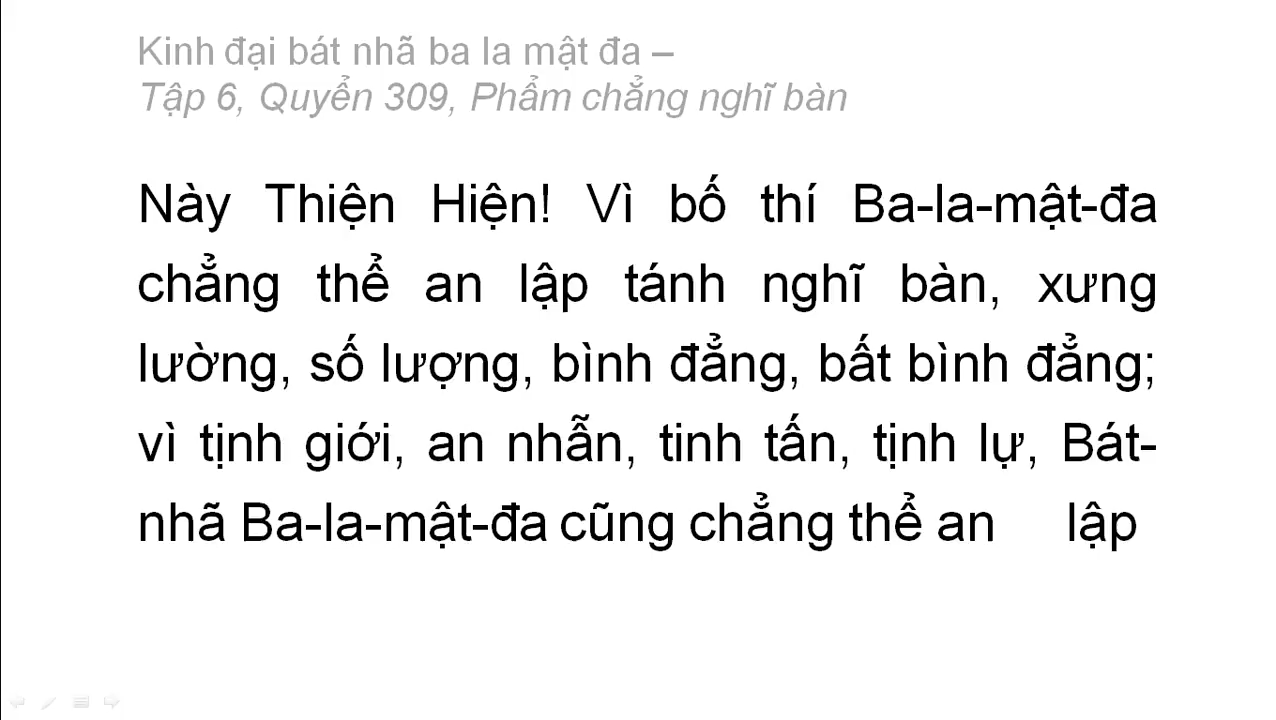 Kinh đại bát nhã ba la mật đa –
Tập 6, Quyển 309, Phẩm chẳng nghĩ bàn
Này Thiện Hiện! Vì bố thí Ba-la-mật-đa
chẳng thể an lập tánh nghĩ bàn, xưng
lường, số lượng, bình đẳng, bất bình đẳng;
vì tịnh giới, an nhẫn, tinh tấn, tịnh lự, Bát-
nhã Ba-la-mật-đa cũng chẳng thể an lập